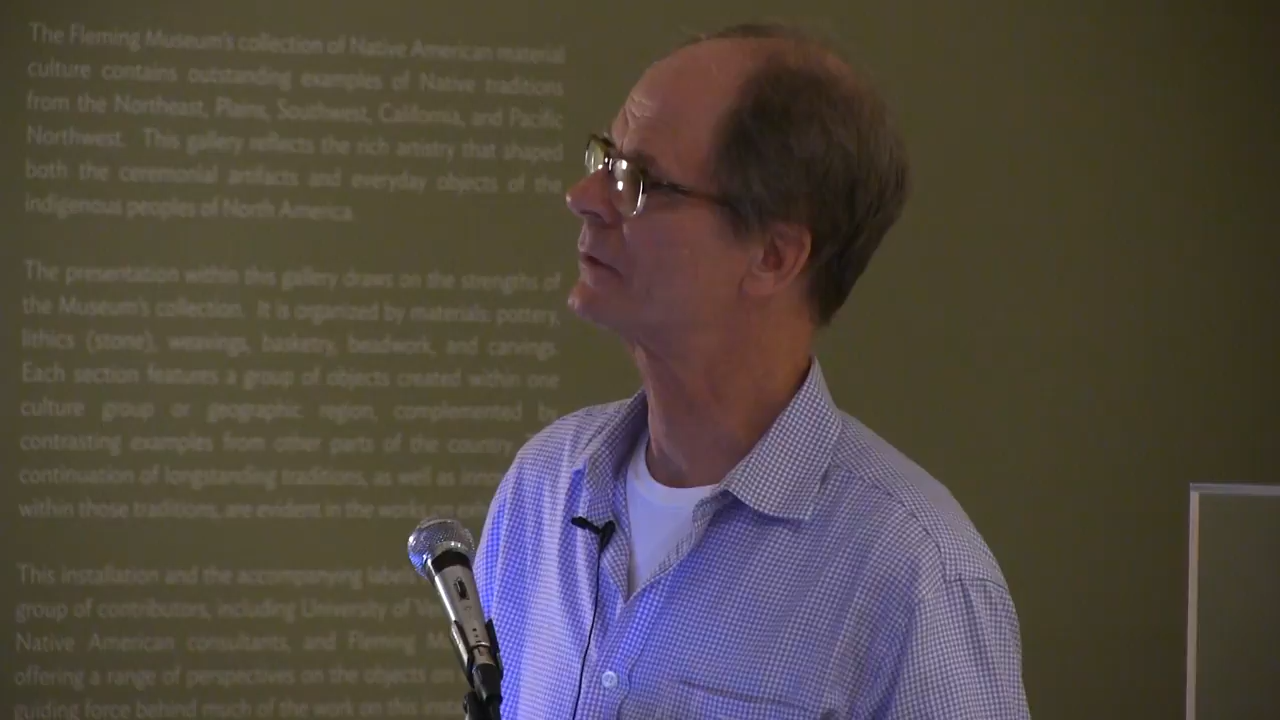 The Fleming Museum's collection of Native American material
culture contains outstanding examples of Native traditions
from the Northeast, Plains, Southwest, California, and Pacific
Northwest. This gallery reflects the rich artistry that shaped
both the ceremonial artifacts and everyday objects of the
indigenous peoples of North America.
The presentation within this gallery draws on the strengths of
the Museum's collection. It is organized by materials: pottery,
lithics (stone), weavings, basketry, beadwork, and carvings.
Each section features a group of objects created within one
culture group or geographic region, complemented by
contrasting examples from other parts of the country.
continuation of longstanding traditions, as well as
within those traditions, are evident in the works
This installation and the accompanying
group of contributors, including University of
Native American consultants, and Fleming
offering a range of perspectives on the objects
guiding force behind much of the work on this